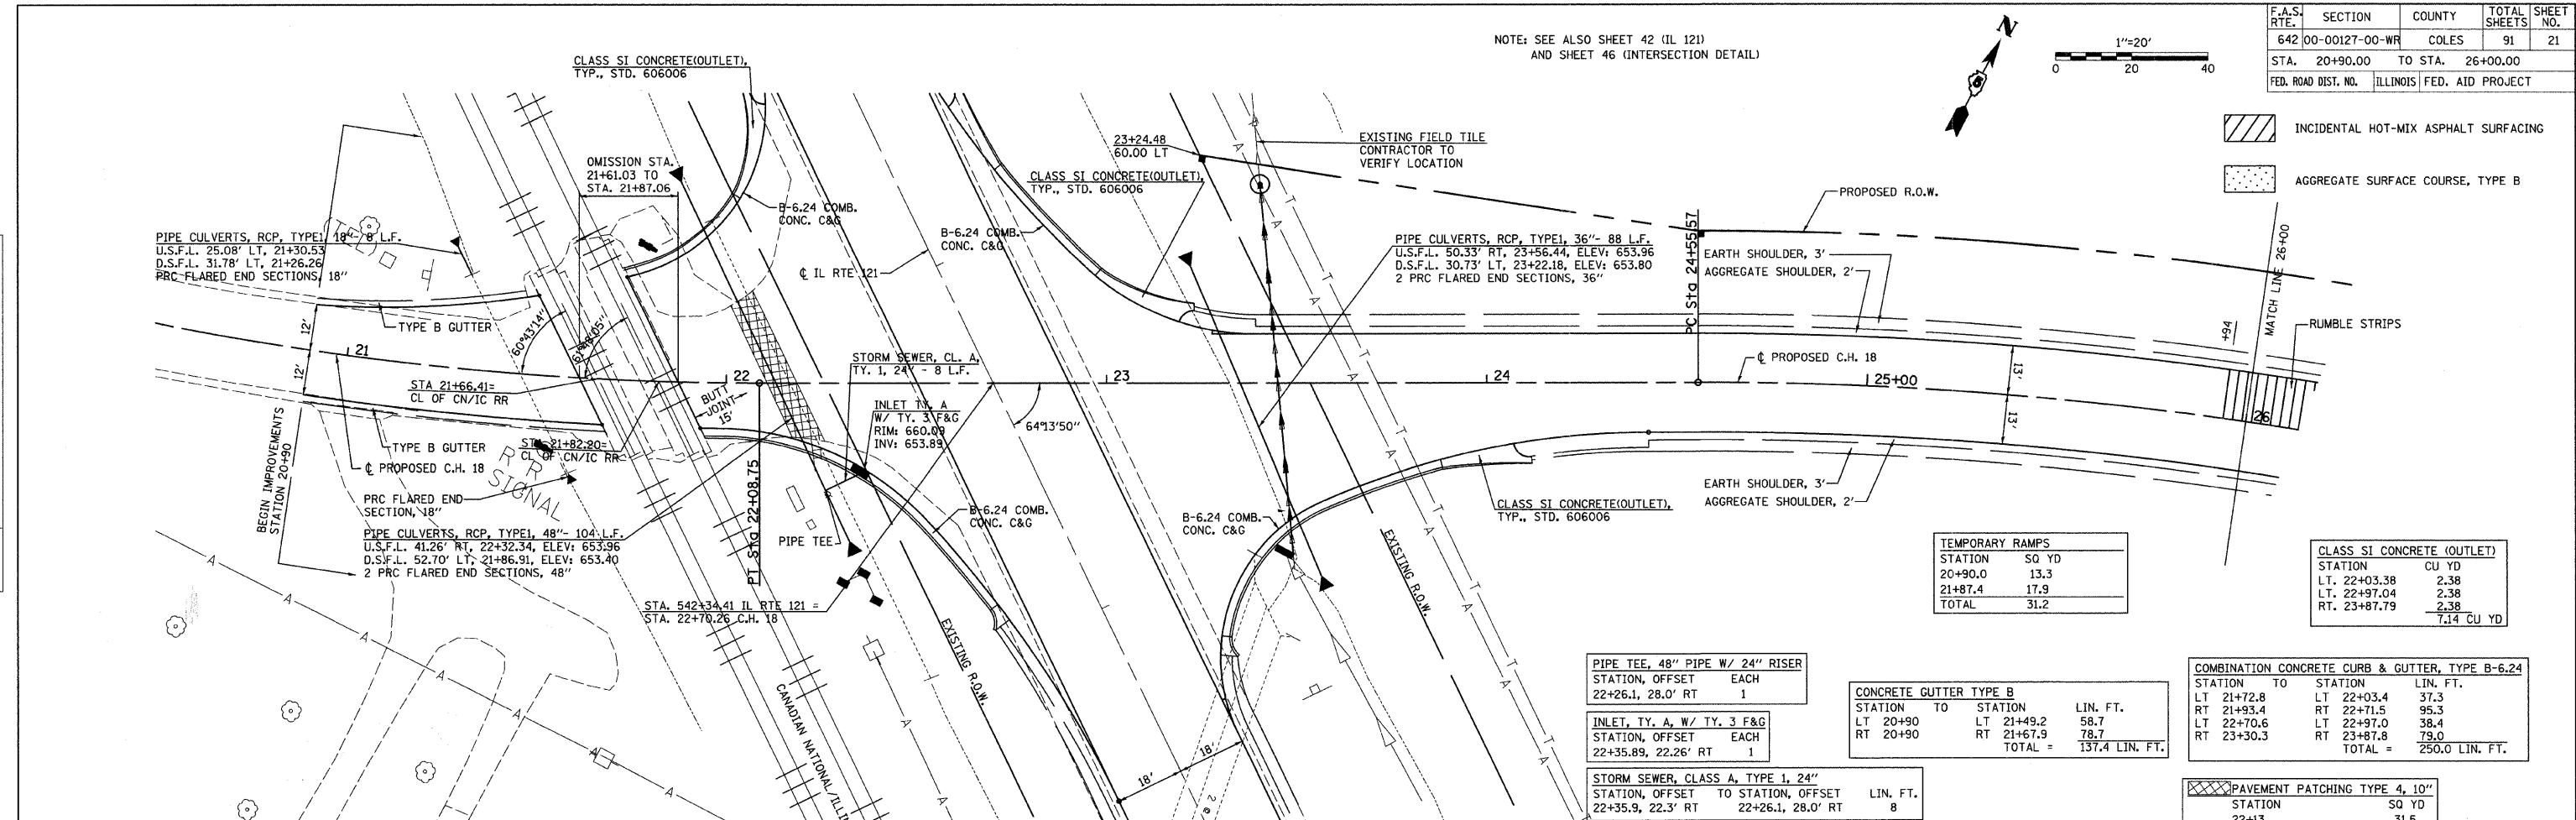 F.A.S. RTE. SECTION COUNTY TOTAL SHEETS SHEET NO.
642 00-00127-00-WR COLES 91 21
STA. 20+90.00 TO STA. 26+00.00
FED. ROAD DIST. NO. ILLINOIS FED. AID PROJECT
NOTE: SEE ALSO SHEET 42 (IL 121)
AND SHEET 46 (INTERSECTION DETAIL)
N
1"=20'
0 20 40
INCIDENTAL HOT-MIX ASPHALT SURFACING
AGGREGATE SURFACE COURSE, TYPE B
CLASS SI CONCRETE(OUTLET),
TYP., STD. 606006
OMISSION STA.
21+61.03 TO
STA. 21+87.06
B-6.24 COMB.
CONC. C&G
23+24.48
60.00 LT
EXISTING FIELD TILE
CONTRACTOR TO
VERIFY LOCATION
CLASS SI CONCRETE(OUTLET),
TYP., STD. 606006
B-6.24 COMB.
CONC. C&G
℄ IL RTE 121
PROPOSED R.O.W.
(TEL)
PIPE CULVERTS, RCP, TYPE1, 18"- 8 L.F.
U.S.F.L. 25.08' LT, 21+30.53
D.S.F.L. 31.78' LT, 21+26.26
PRC FLARED END SECTIONS, 18"
PIPE CULVERTS, RCP, TYPE1, 36"- 88 L.F.
U.S.F.L. 50.33' RT, 23+56.44, ELEV: 653.96
D.S.F.L. 30.73' LT, 23+22.18, ELEV: 653.80
2 PRC FLARED END SECTIONS, 36"
PC Sta 24+55.57
EARTH SHOULDER, 3'
AGGREGATE SHOULDER, 2'
MATCH LINE 26+00
+94
RUMBLE STRIPS
TYPE B GUTTER
12'
12'
60°43'14"
61°48'05"
21
22
23
24
25+00
26
STA 21+66.41=
CL OF CN/IC RR
BUTT
JOINT
15'
STORM SEWER, CL. A,
TY. 1, 24" - 8 L.F.
INLET TY. A
W/ TY. 3 F&G
RIM: 660.09
INV: 653.89
64°13'50"
℄ PROPOSED C.H. 18
13'
13'
TYPE B GUTTER
STA 21+82.20=
CL OF CN/IC RR
℄ PROPOSED C.H. 18
BEGIN IMPROVEMENTS
STATION 20+90
R R
SIGNAL
PRC FLARED END
SECTION, 18"
PIPE CULVERTS, RCP, TYPE1, 48"- 104 L.F.
U.S.F.L. 41.26' RT, 22+32.34, ELEV: 653.96
D.S.F.L. 52.70' LT, 21+86.91, ELEV: 653.40
2 PRC FLARED END SECTIONS, 48"
PT Sta 22+08.75
PIPE TEE
B-6.24 COMB.
CONC. C&G
B-6.24 COMB.
CONC. C&G
CLASS SI CONCRETE(OUTLET),
TYP., STD. 606006
EARTH SHOULDER, 3'
AGGREGATE SHOULDER, 2'
STA. 542+34.41 IL RTE 121 =
STA. 22+70.26 C.H. 18
EXISTING R.O.W.
EXISTING R.O.W.
CANADIAN NATIONAL/ILLI
18'
18'
TEMPORARY RAMPS
STATION SQ YD
20+90.0 13.3
21+87.4 17.9
TOTAL 31.2
CLASS SI CONCRETE (OUTLET)
STATION CU YD
LT. 22+03.38 2.38
LT. 22+97.04 2.38
RT. 23+87.79 2.38
7.14 CU YD
PIPE TEE, 48" PIPE W/ 24" RISER
STATION, OFFSET EACH
22+26.1, 28.0' RT 1
INLET, TY. A, W/ TY. 3 F&G
STATION, OFFSET EACH
22+35.89, 22.26' RT 1
STORM SEWER, CLASS A, TYPE 1, 24"
STATION, OFFSET TO STATION, OFFSET LIN. FT.
22+35.9, 22.3' RT 22+26.1, 28.0' RT 8
CONCRETE GUTTER TYPE B
STATION TO STATION LIN. FT.
LT 20+90 LT 21+49.2 58.7
RT 20+90 RT 21+67.9 78.7
TOTAL = 137.4 LIN. FT.
COMBINATION CONCRETE CURB & GUTTER, TYPE B-6.24
STATION TO STATION LIN. FT.
LT 21+72.8 LT 22+03.4 37.3
RT 21+93.4 RT 22+71.5 95.3
LT 22+70.6 LT 22+97.0 38.4
RT 23+30.3 RT 23+87.8 79.0
TOTAL = 250.0 LIN. FT.
PAVEMENT PATCHING TYPE 4, 10"
STATION SQ YD
22+13 31.5